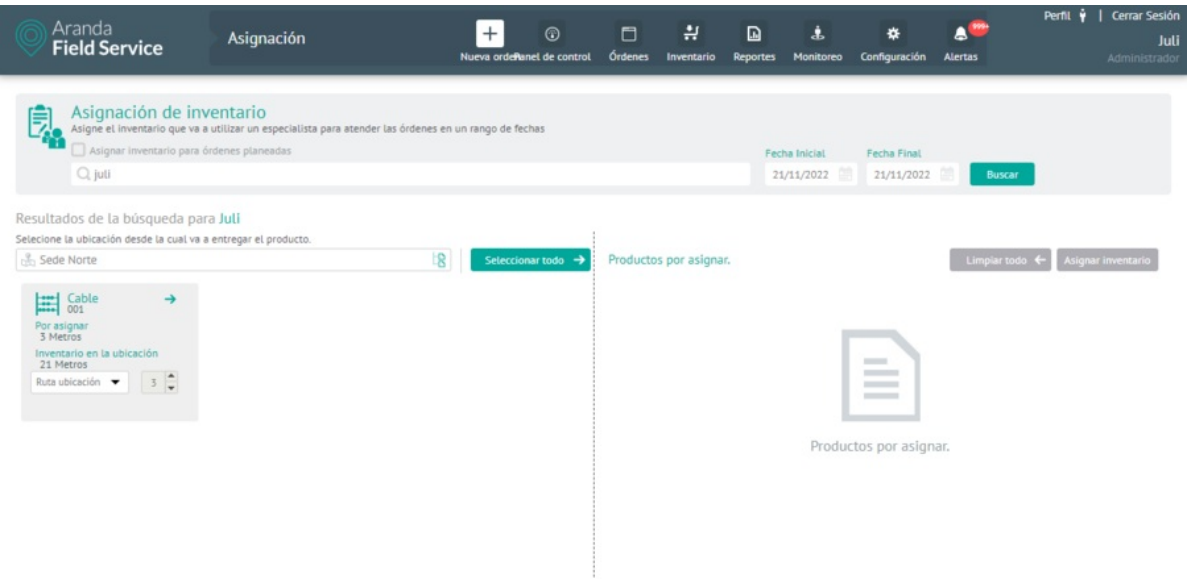 Aranda
Field Service
Asignación
Nueva orden
Panel de control
Órdenes
Inventario
Reportes
Monitoreo
Configuración
Alertas
999+
Perfil | Cerrar Sesión
Juli
Administrador
Asignación de inventario
Asigne el inventario que va a utilizar un especialista para atender las órdenes en un rango de fechas
Asignar inventario para órdenes planeadas
Fecha Inicial
Fecha Final
juli
21/11/2022
21/11/2022
Buscar
Resultados de la búsqueda para Juli
Selecione la ubicación desde la cual va a entregar el producto.
Sede Norte
Seleccionar todo
Productos por asignar.
Limpiar todo
Asignar inventario
Cable
001
Por asignar
3 Metros
Inventario en la ubicación
21 Metros
Ruta ubicación
3
Productos por asignar.